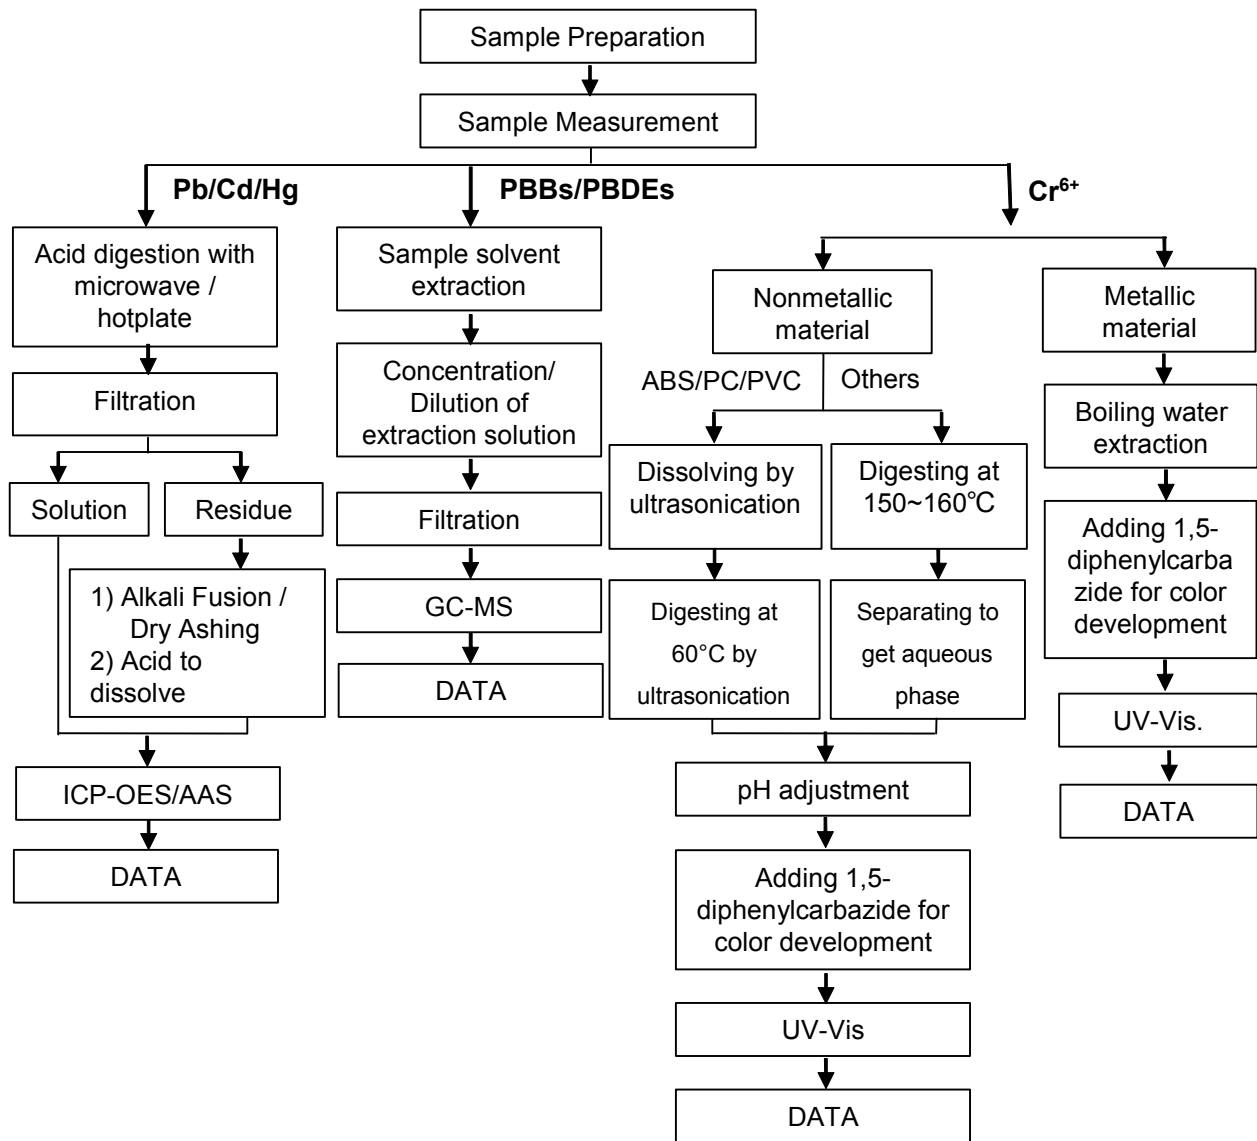 Sample Preparation
Sample Measurement
Pb/Cd/Hg
PBBs/PBDEs
Cr⁶⁺
Acid digestion with
microwave /
hotplate
Filtration
Solution
Residue
1) Alkali Fusion /
Dry Ashing
2) Acid to
dissolve
ICP-OES/AAS
DATA
Sample solvent
extraction
Concentration/
Dilution of
extraction solution
Filtration
GC-MS
DATA
Nonmetallic
material
ABS/PC/PVC
Others
Dissolving by
ultrasonication
Digesting at
150~160℃
Digesting at
60°C by
ultrasonication
Separating to
get aqueous
phase
pH adjustment
Adding 1,5-
diphenylcarbazide for
color development
UV-Vis
DATA
Metallic
material
Boiling water
extraction
Adding 1,5-
diphenylcarba
zide for color
development
UV-Vis.
DATA